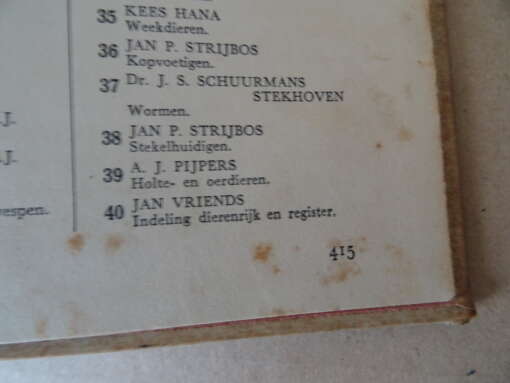 35 KEES HANA
Weekdieren.
36 JAN P. STRIJBOS
Kopvoetigen.
37 Dr. J. S. SCHUURMANS
STEKHOVEN
Wormen.
38 JAN P. STRIJBOS
Stekelhuidigen.
39 A. J. PIJPERS
Holte- en oerdieren.
40 JAN VRIENDS
Indeling dierenrijk en register.
415